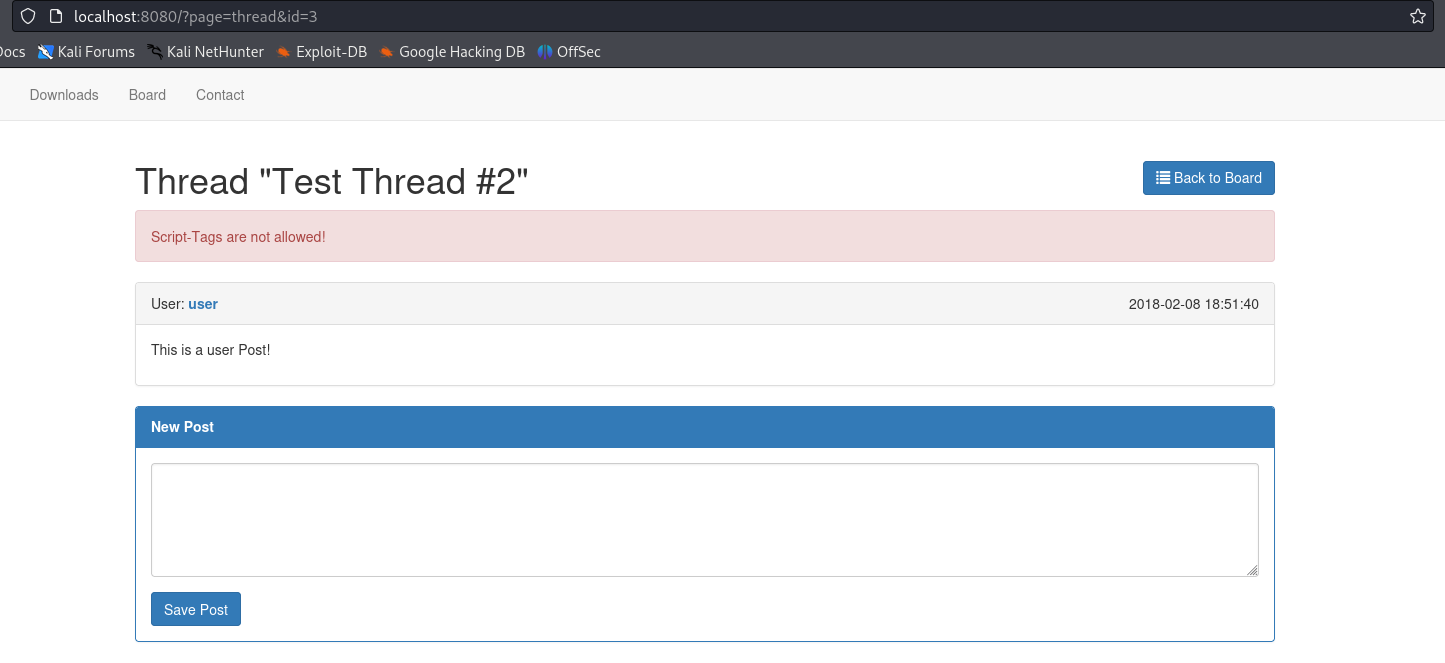 localhost:8080/?page=thread&id=3
Docs Kali Forums Kali NetHunter Exploit-DB Google Hacking DB OffSec
Downloads Board Contact
Thread "Test Thread #2" Back to Board
Script-Tags are not allowed!
User: user 2018-02-08 18:51:40
This is a user Post!
New Post
Save Post